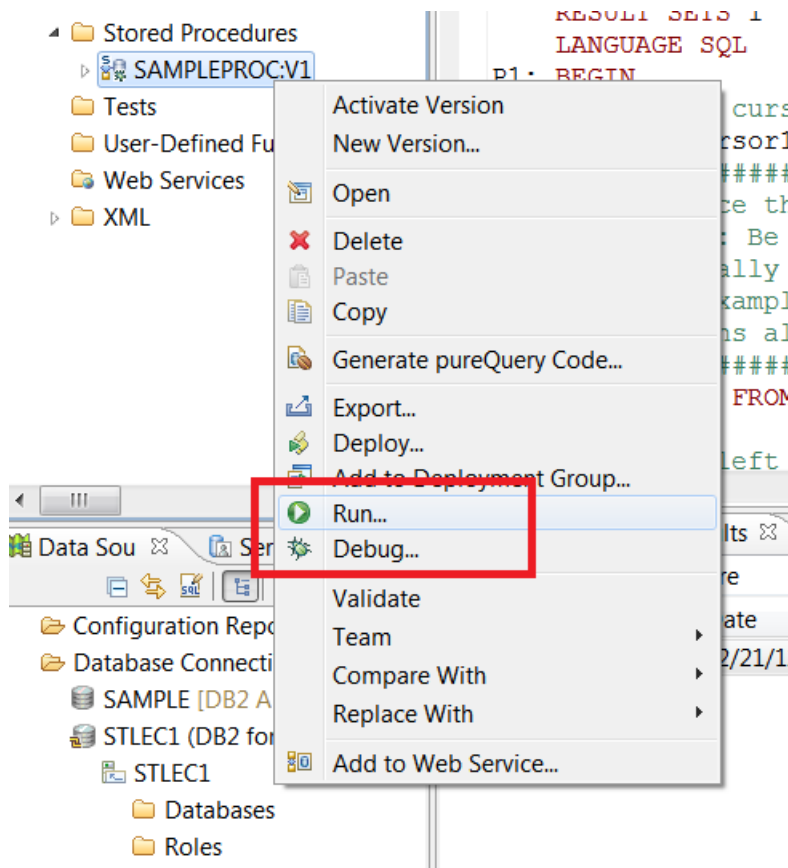 Stored Procedures
SAMPLEPROC:V1
Tests
User-Defined Fu
Web Services
XML
RESULT SETS 1
LANGUAGE SQL
P1: BEGIN
curs
rsor1
#####
ce th
: Be
ally
xampl
ns al
#####
FROM
left
Activate Version
New Version...
Open
Delete
Paste
Copy
Generate pureQuery Code...
Export...
Deploy...
Add to Deployment Group...
Run...
Debug...
Validate
Team
Compare With
Replace With
Add to Web Service...
Data Sou
Ser
Configuration Repo
Database Connecti
SAMPLE [DB2 A
STLEC1 (DB2 for
STLEC1
Databases
Roles
lts
re
ate
2/21/1